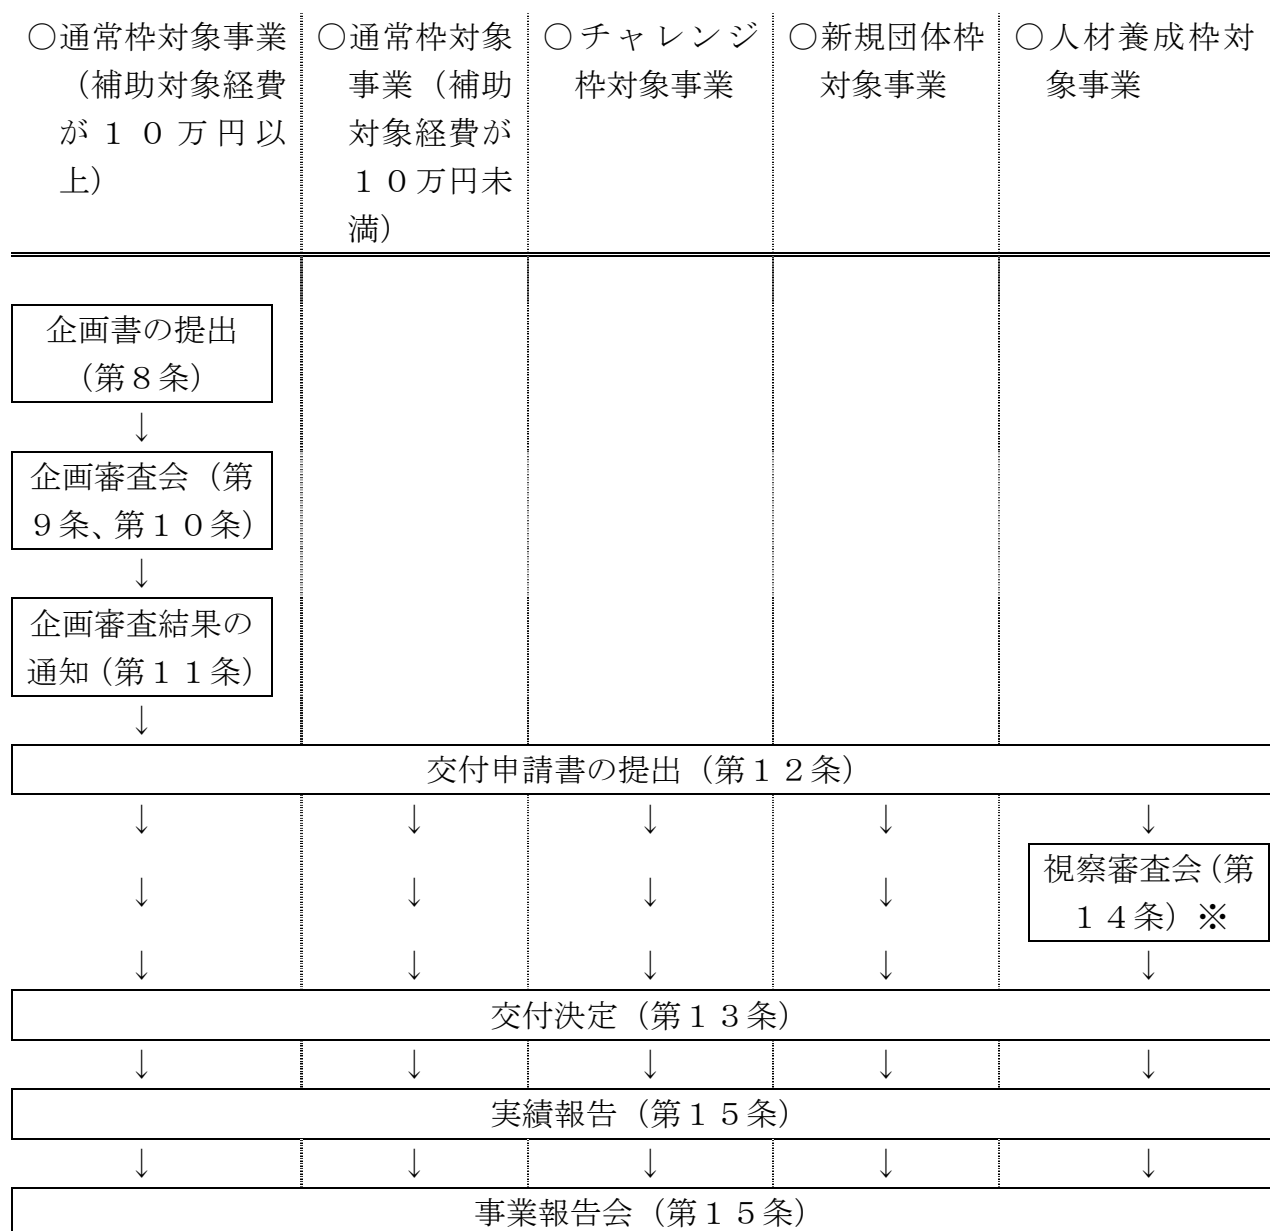 ○通常枠対象事業
（補助対象経費
が１０万円以
上）
○通常枠対象
事業（補助
対象経費が
１０万円未
満）
○チャレンジ
枠対象事業
○新規団体枠
対象事業
○人材養成枠対
象事業
企画書の提出
（第８条）
↓
企画審査会（第
９条、第１０条）
↓
企画審査結果の
通知（第１１条）
↓
交付申請書の提出（第１２条）
↓ ↓ ↓ ↓ ↓
視察審査会（第
↓ ↓ ↓ ↓
１４条）※
↓ ↓ ↓ ↓ ↓
交付決定（第１３条）
↓ ↓ ↓ ↓ ↓
実績報告（第１５条）
↓ ↓ ↓ ↓ ↓
事業報告会（第１５条）